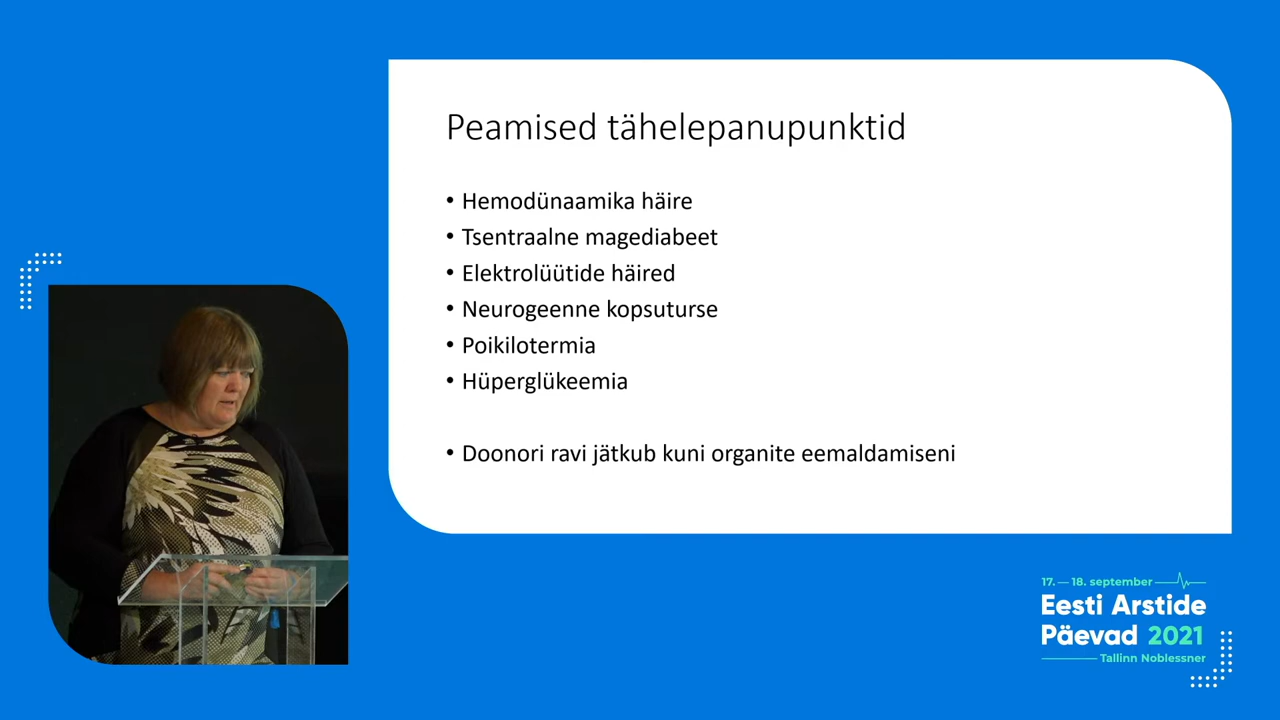 Peamised tähelepanupunktid
• Hemodünaamika häire
• Tsentraalne magediabeet
• Elektrolüütide häired
• Neurogeenne kopsuturse
• Poikilotermia
• Hüperglükeemia
• Doonori ravi jätkub kuni organite eemaldamiseni
17. — 18. september
Eesti Arstide
Päevad 2021
Tallinn Noblessner